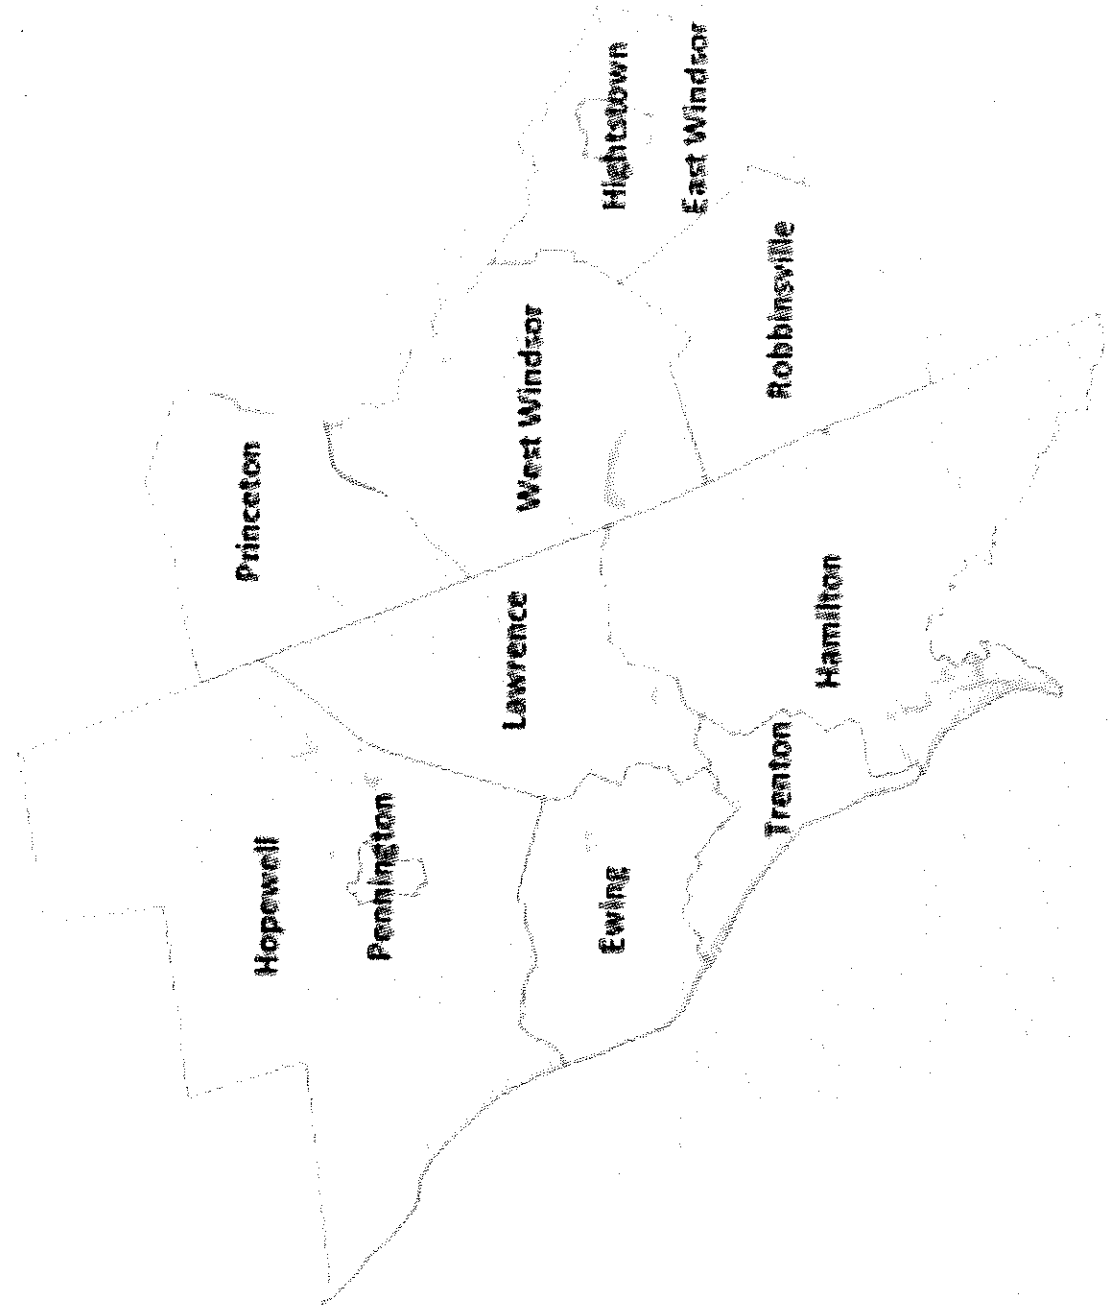 Hopewell
Pennington
Princeton
Lawrence
Ewing
Trenton
West Windsor
Hamilton
Robbinsville
Hightstown
East Windsor